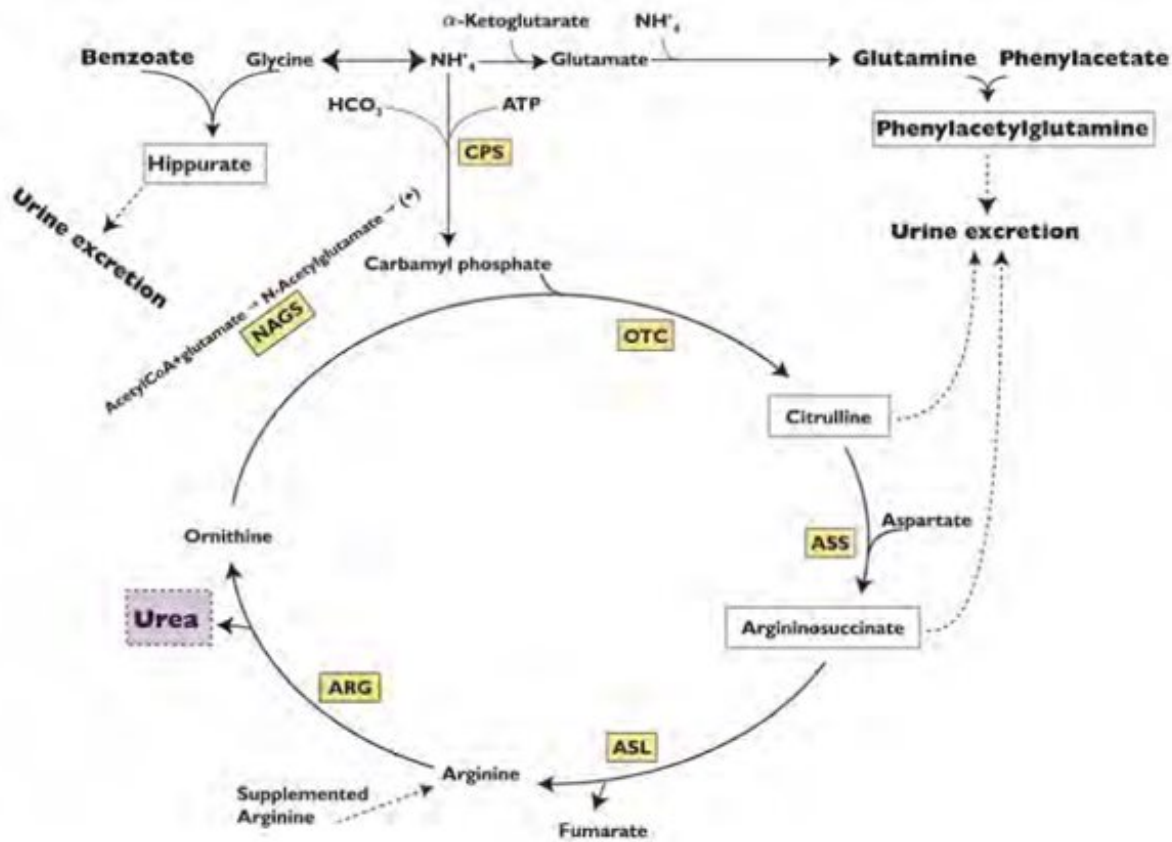 α-Ketoglutarate
NH⁺₄
Benzoate
Glycine
NH⁺₄
Glutamate
Glutamine
Phenylacetate
HCO₃
ATP
CPS
Phenylacetylglutamine
Hippurate
Urine excretion
Urine excretion
AcetylCoA+glutamate → N-Acetylglutamate → (+)
NAGS
Carbamyl phosphate
OTC
Citrulline
Ornithine
Aspartate
ASS
Urea
Argininosuccinate
ARG
ASL
Arginine
Supplemented
Arginine
Fumarate